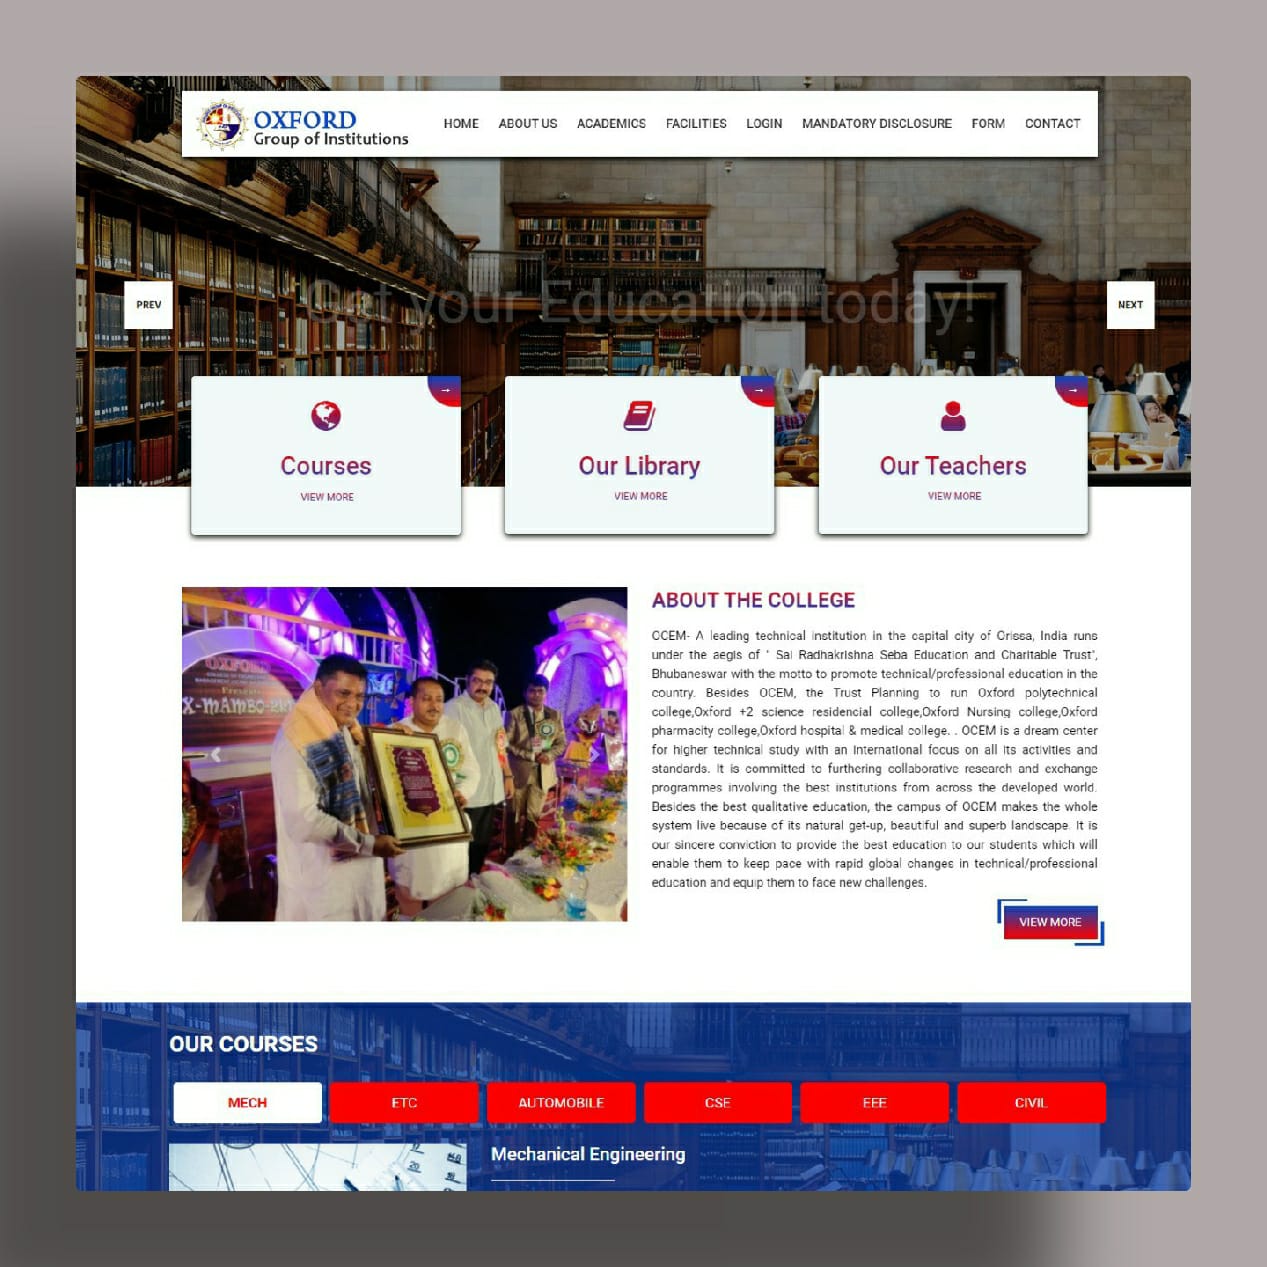 OXFORD
Group of Institutions
HOME ABOUT US ACADEMICS FACILITIES LOGIN MANDATORY DISCLOSURE FORM CONTACT
PREV
Get your Education today!
NEXT
→
→
→
Courses
VIEW MORE
Our Library
VIEW MORE
Our Teachers
VIEW MORE
OXFORD
Presents
X-MAMBO-2K1
ABOUT THE COLLEGE
OCEM- A leading technical institution in the capital city of Orissa, India runs
under the aegis of ' Sai Radhakrishna Seba Education and Charitable Trust',
Bhubaneswar with the motto to promote technical/professional education in the
country. Besides OCEM, the Trust Planning to run Oxford polytechnical
college,Oxford +2 science residencial college,Oxford Nursing college,Oxford
pharmacity college,Oxford hospital & medical college. . OCEM is a dream center
for higher technical study with an international focus on all its activities and
standards. It is committed to furthering collaborative research and exchange
programmes involving the best institutions from across the developed world.
Besides the best qualitative education, the campus of OCEM makes the whole
system live because of its natural get-up, beautiful and superb landscape. It is
our sincere conviction to provide the best education to our students which will
enable them to keep pace with rapid global changes in technical/professional
education and equip them to face new challenges.
VIEW MORE
OUR COURSES
MECH ETC AUTOMOBILE CSE EEE CIVIL
Mechanical Engineering
20